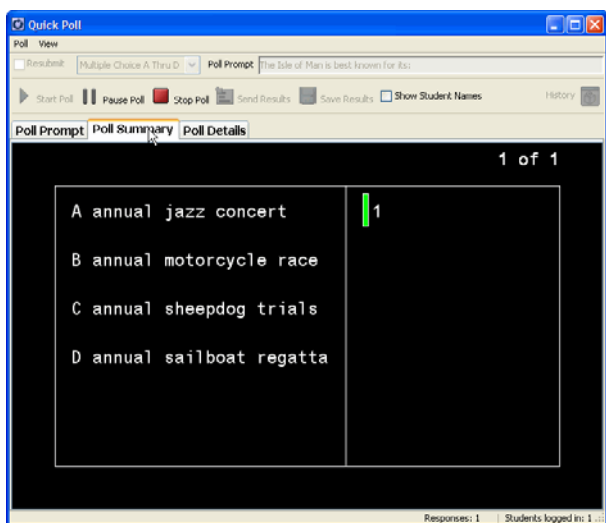 Quick Poll
Poll View
Resubmit Multiple Choice A Thru D Poll Prompt The Isle of Man is best known for its:
Start Poll Pause Poll Stop Poll Send Results Save Results Show Student Names History
Poll Prompt Poll Summary Poll Details
1 of 1
A annual jazz concert 1
B annual motorcycle race
C annual sheepdog trials
D annual sailboat regatta
Responses: 1 Students logged in: 1